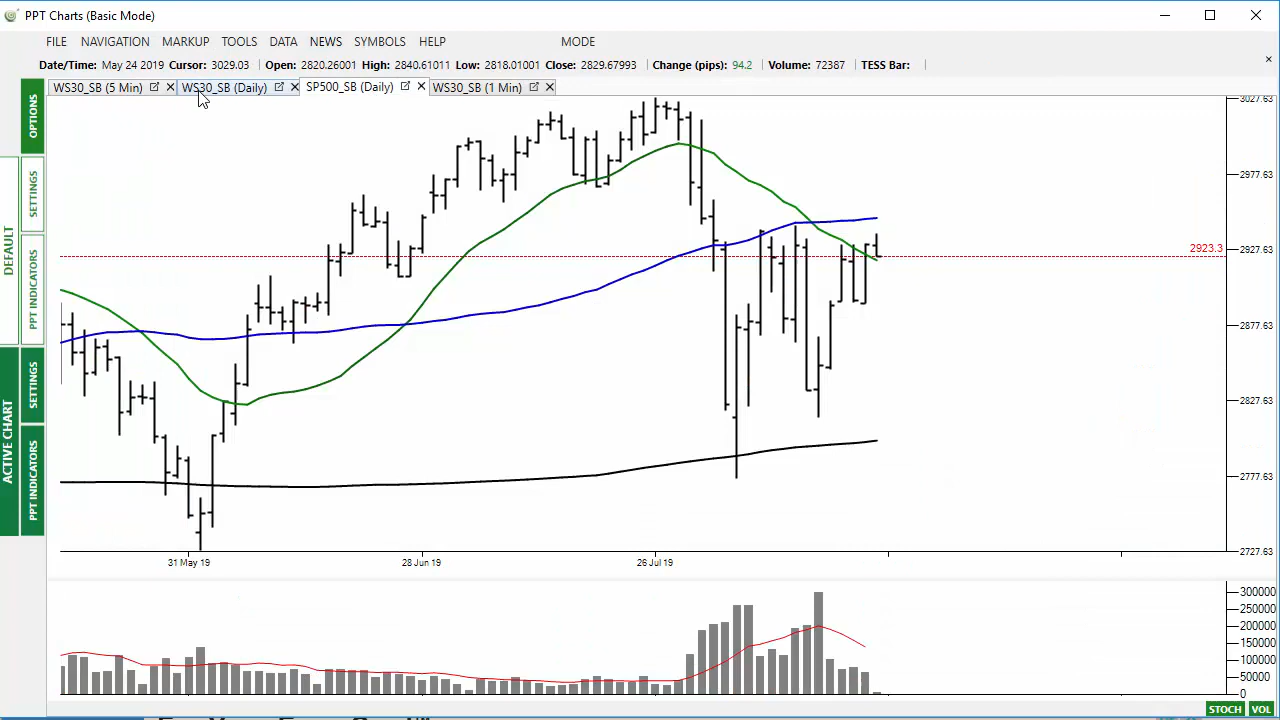 PPT Charts (Basic Mode)
FILE NAVIGATION MARKUP TOOLS DATA NEWS SYMBOLS HELP MODE
Date/Time: May 24 2019 Cursor: 3029.03 Open: 2820.26001 High: 2840.61011 Low: 2818.01001 Close: 2829.67993 Change (pips): 94.2 Volume: 72387 TESS Bar:
WS30_SB (5 Min) WS30_SB (Daily) SP500_SB (Daily) WS30_SB (1 Min)
OPTIONS
DEFAULT
SETTINGS
PPT INDICATORS
ACTIVE CHART
SETTINGS
PPT INDICATORS
3027.63
2977.63
2923.3
2927.63
2877.63
2827.63
2777.63
2727.63
31 May 19 28 Jun 19 26 Jul 19
300000
250000
200000
150000
100000
50000
0
STOCH VOL